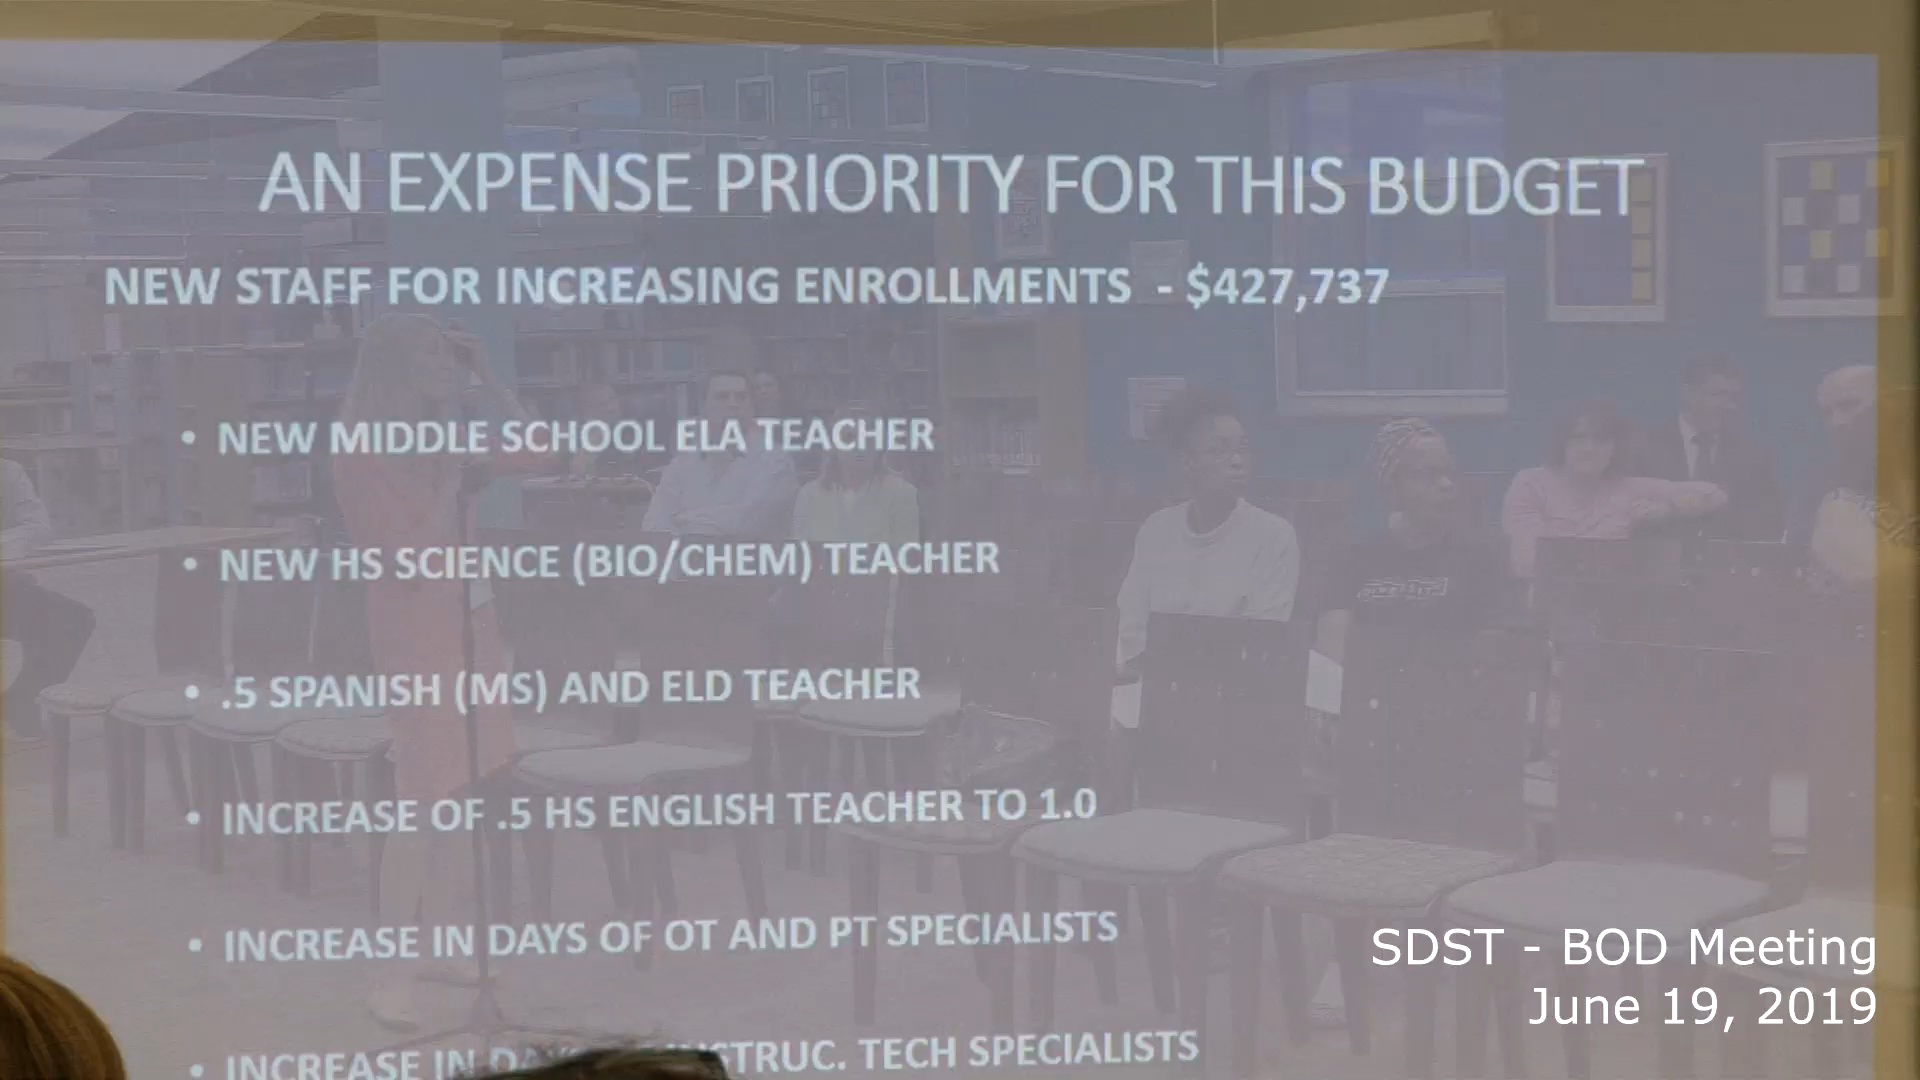 AN EXPENSE PRIORITY FOR THIS BUDGET
NEW STAFF FOR INCREASING ENROLLMENTS - $427,737
• NEW MIDDLE SCHOOL ELA TEACHER
• NEW HS SCIENCE (BIO/CHEM) TEACHER
• .5 SPANISH (MS) AND ELD TEACHER
• INCREASE OF .5 HS ENGLISH TEACHER TO 1.0
• INCREASE IN DAYS OF OT AND PT SPECIALISTS
• INCREASE IN TECH SPECIALISTS
SDST - BOD Meeting
June 19, 2019